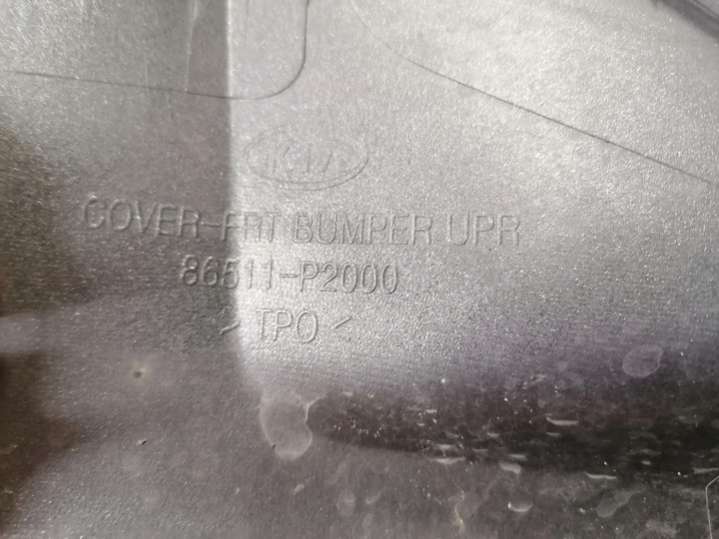 KIA
COVER-FRT BUMPER UPR
86511-P2000
> TPO <